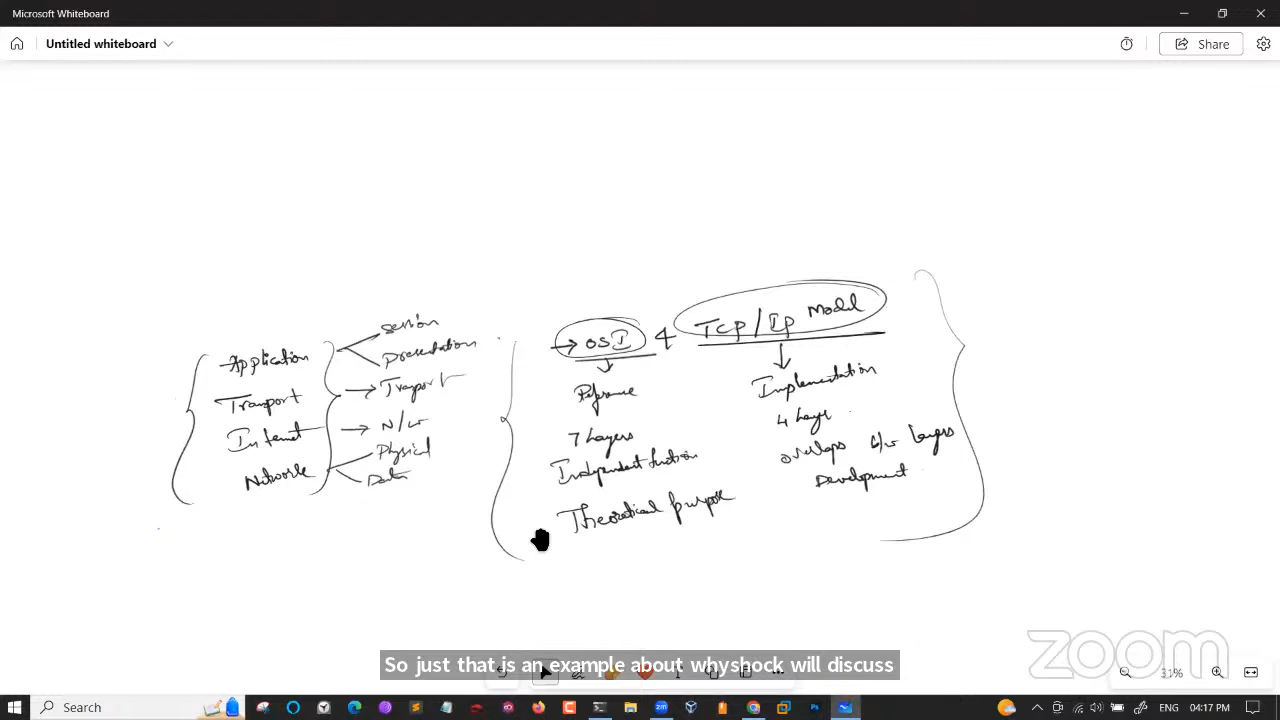 Microsoft Whiteboard
Untitled whiteboard
Share
Application
Transport
Internet
Network
Session
Presentation
Transport
N/w
Physical
Data
OSI & TCP/IP Model
Reference
7 Layers
Independent function
Theoretical purpose
Implementation
4 Layer
overlaps b/w layers
Development
So just that is an example about whyshock will discuss
zoom
31%
Search
ENG
04:17 PM